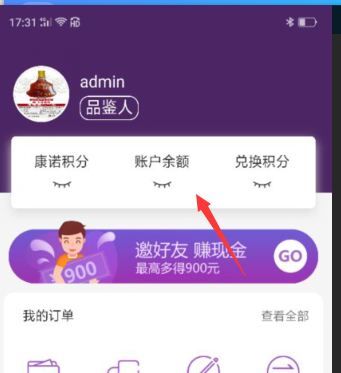 17:31
admin
品鉴人
康诺积分 账户余额 兑换积分
邀好友 赚现金
最高多得900元
GO
900
我的订单 查看全部